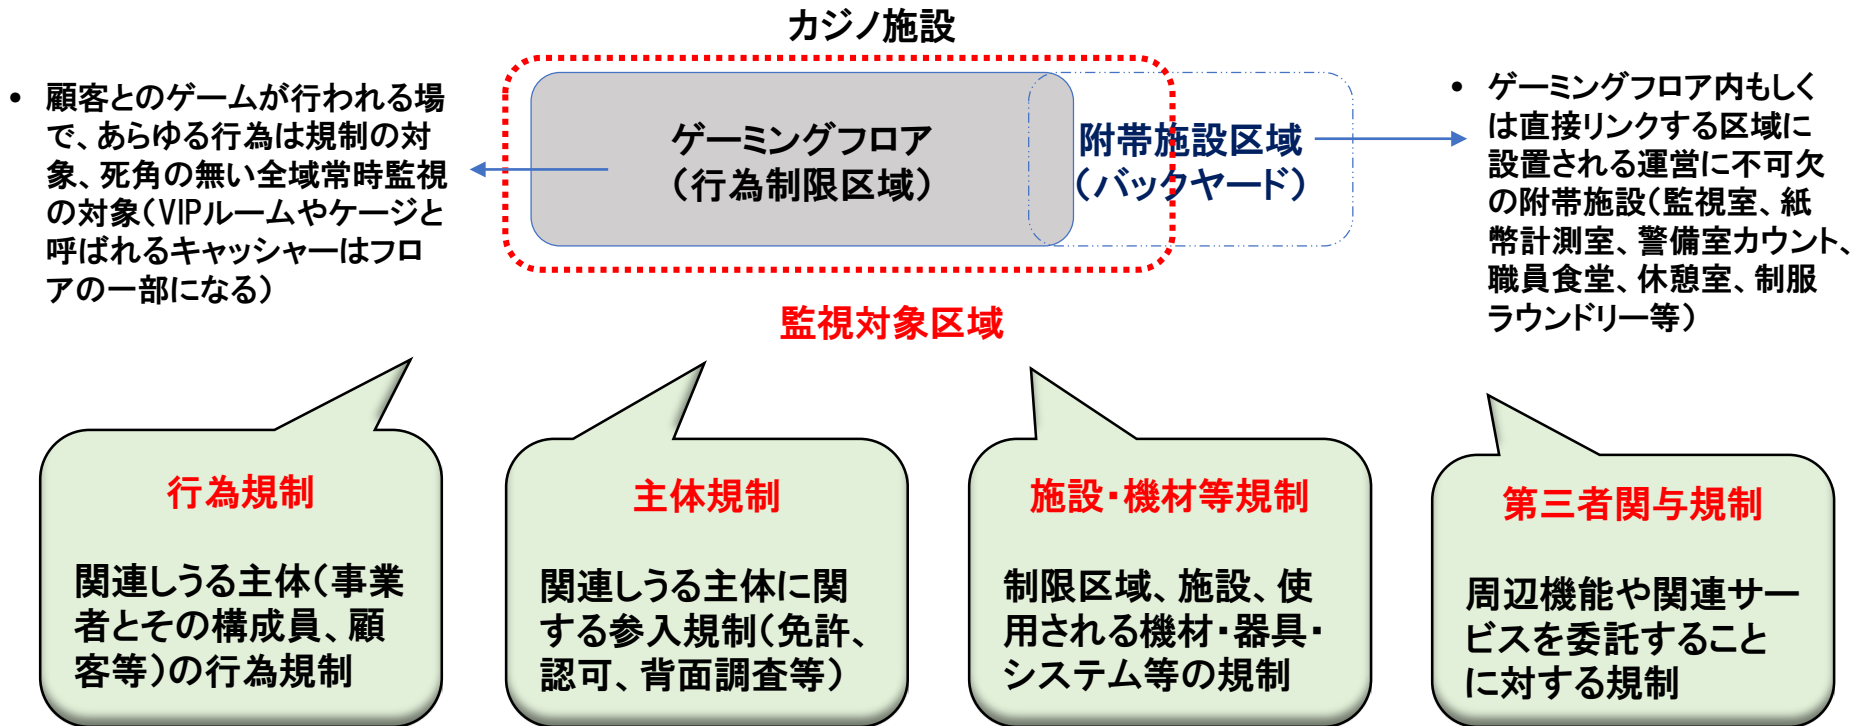 カジノ施設
• 顧客とのゲームが行われる場
で、あらゆる行為は規制の対
象、死角の無い全域常時監視
の対象（VIPルームやケージと
呼ばれるキャッシャーはフロ
アの一部になる）
ゲーミングフロア
（行為制限区域）
附帯施設区域
（バックヤード）
• ゲーミングフロア内もしく
は直接リンクする区域に
設置される運営に不可欠
の附帯施設（監視室、紙
幣計測室、警備室カウント、
職員食堂、休憩室、制服
ラウンドリー等）
監視対象区域
行為規制
関連しうる主体（事業
者とその構成員、顧
客等）の行為規制
主体規制
関連しうる主体に関
する参入規制（免許、
認可、背面調査等）
施設・機材等規制
制限区域、施設、使
用される機材・器具・
システム等の規制
第三者関与規制
周辺機能や関連サー
ビスを委託すること
に対する規制